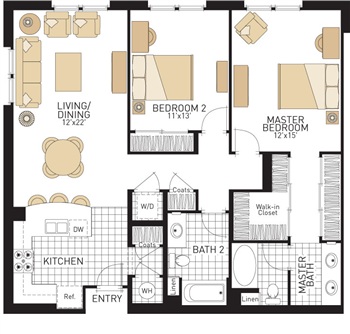 LIVING/
DINING
12'x22'
BEDROOM 2
11'x13'
MASTER
BEDROOM
12'x15'
W/D
Coats
Walk-in
Closet
DW
KITCHEN
Coats
BATH 2
MASTER
BATH
Ref.
ENTRY
WH
Linen
Linen